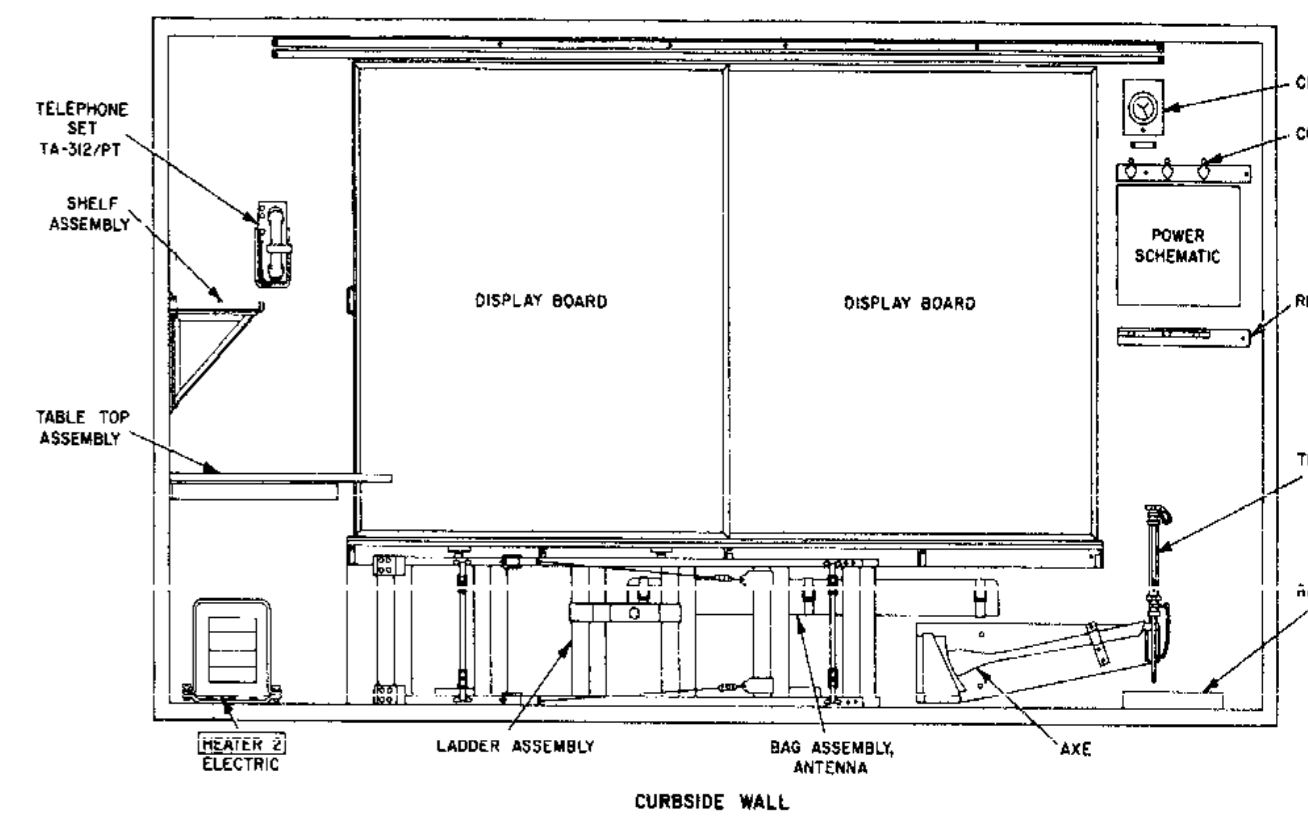 TELEPHONE
SET
TA-312/PT
SHELF
ASSEMBLY
POWER
SCHEMATIC
DISPLAY BOARD
DISPLAY BOARD
TABLE TOP
ASSEMBLY
HEATER 2
ELECTRIC
LADDER ASSEMBLY
BAG ASSEMBLY,
ANTENNA
AXE
CURBSIDE WALL